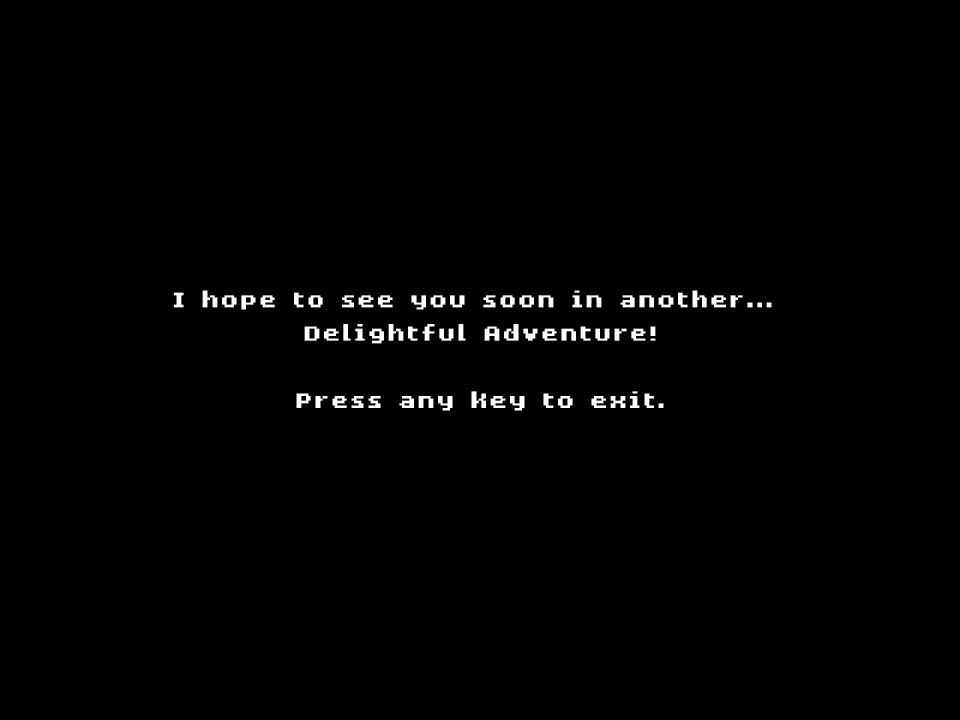 I hope to see you soon in another...
Delightful Adventure!
Press any key to exit.